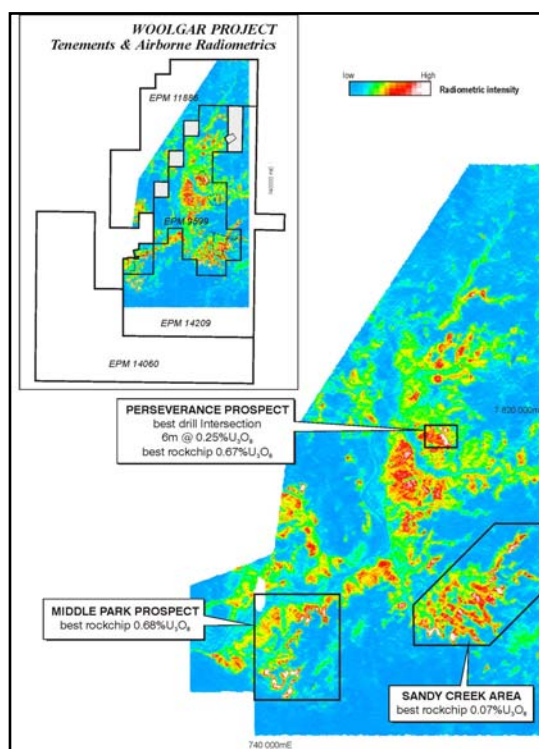 WOOLGAR PROJECT
Tenements & Airborne Radiometrics
low High
Radiometric intensity
EPM 11886
EPM 9599
EPM 14209
EPM 14060
7 820 000mN
PERSEVERANCE PROSPECT
best drill Intersection
6m @ 0.25%U₃O₈
best rockchip 0.67%U₃O₈
MIDDLE PARK PROSPECT
best rockchip 0.68%U₃O₈
SANDY CREEK AREA
best rockchip 0.07%U₃O₈
740 000mE